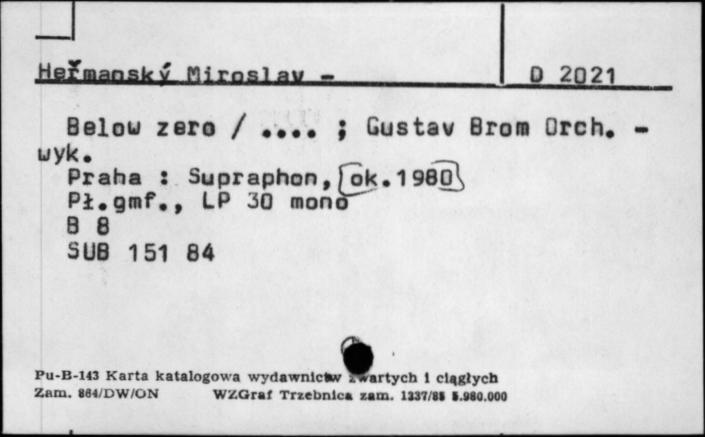 Heřmanský Miroslav - D 2021
Below zero / .... ; Gustav Brom Orch. -
wyk.
Praha : Supraphon, [ok.1980]
Pł.gmf., LP 30 mono
B 8
SUB 151 84
Pu-B-143 Karta katalogowa wydawnictw zwartych i ciągłych
Zam. 864/DW/ON WZGraf Trzebnica zam. 1337/85 5.980.000